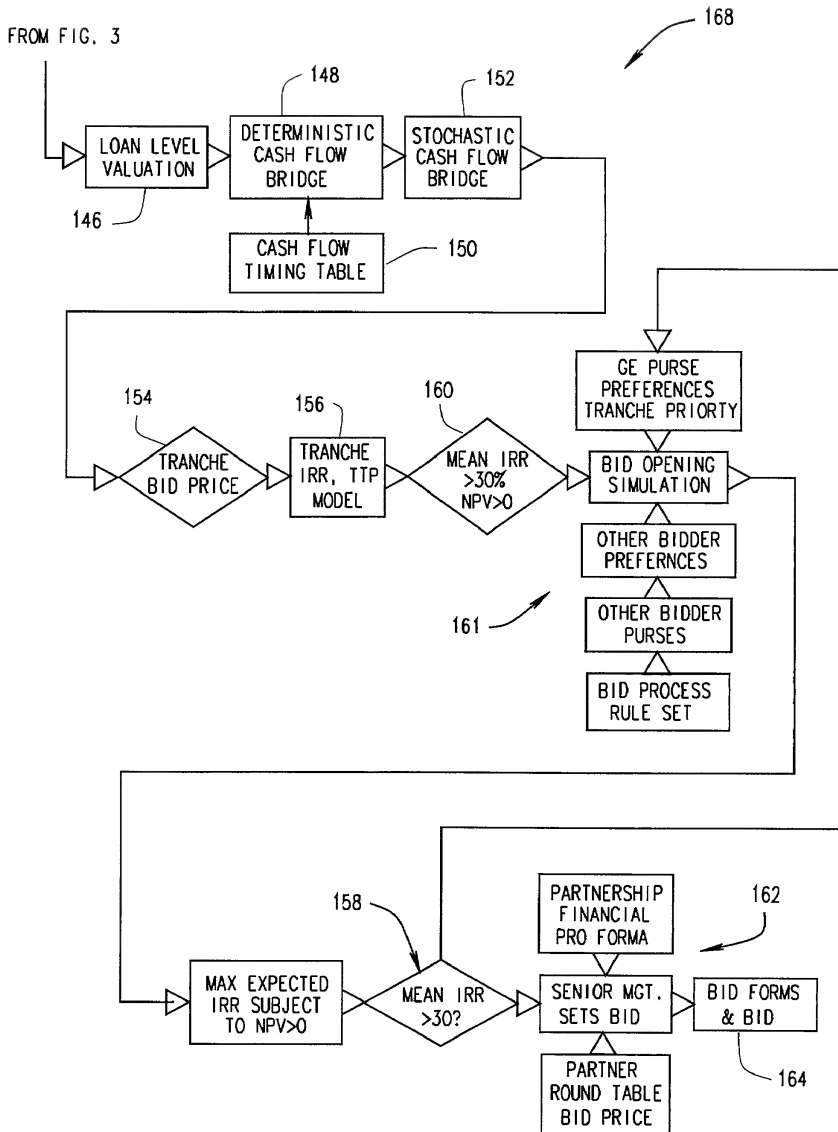 FROM FIG. 3
168
148
152
LOAN LEVEL
VALUATION
DETERMINISTIC
CASH FLOW
BRIDGE
STOCHASTIC
CASH FLOW
BRIDGE
146
CASH FLOW
TIMING TABLE
150
GE PURSE
PREFERENCES
TRANCHE PRIORTY
154
156
160
TRANCHE
BID PRICE
TRANCHE
IRR, TTP
MODEL
MEAN IRR
>30%
NPV>0
BID OPENING
SIMULATION
OTHER BIDDER
PREFERNCES
161
OTHER BIDDER
PURSES
BID PROCESS
RULE SET
158
PARTNERSHIP
FINANCIAL
PRO FORMA
162
MAX EXPECTED
IRR SUBJECT
TO NPV>0
MEAN IRR
>30?
SENIOR MGT.
SETS BID
BID FORMS
& BID
164
PARTNER
ROUND TABLE
BID PRICE